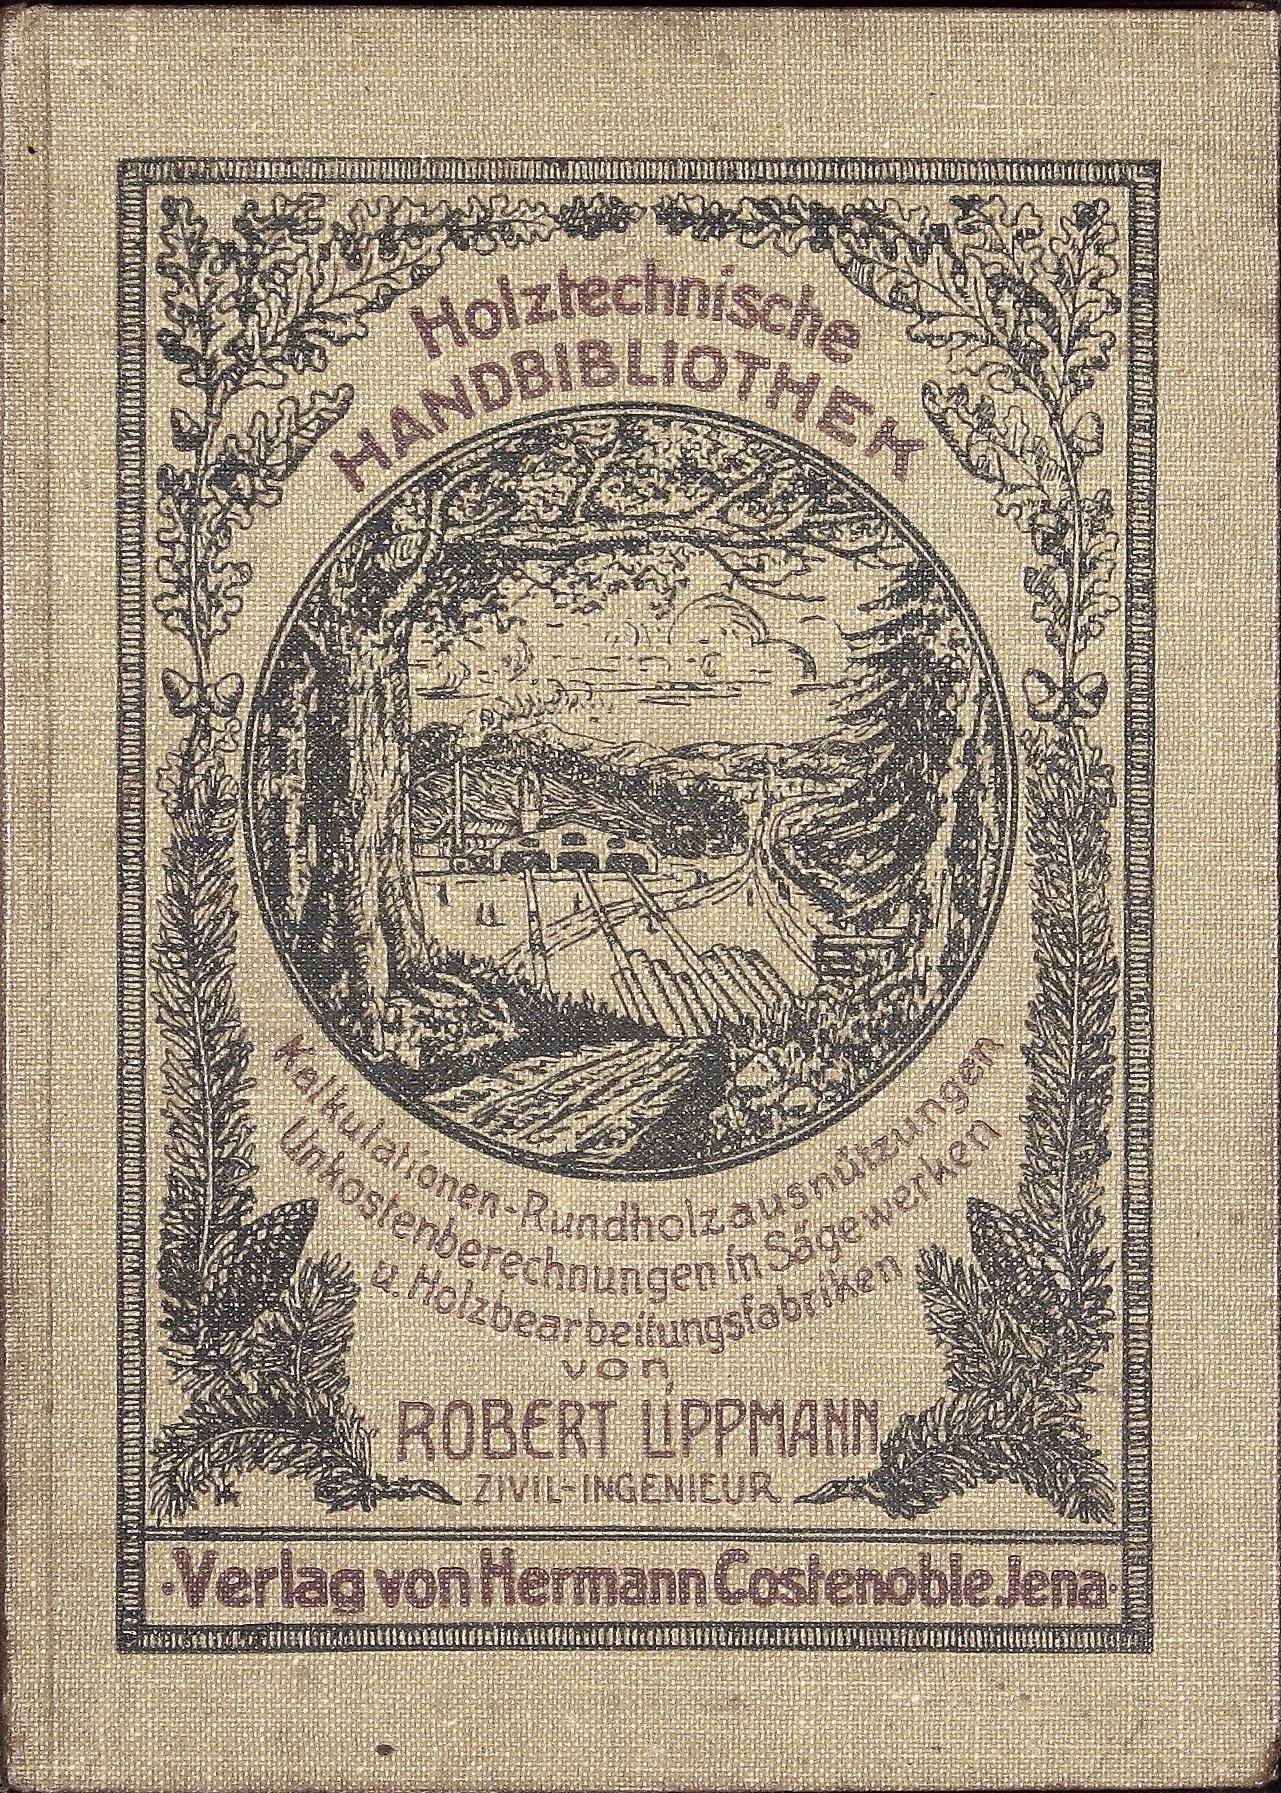 Holztechnische
HANDBIBLIOTHEK
Kalkulationen-Rundholzausnützungen
Unkostenberechnungen in Sägewerken
u. Holzbearbeitungsfabriken
von
ROBERT LIPPMANN
ZIVIL-INGENIEUR
·Verlag von Hermann Costenoble Jena·